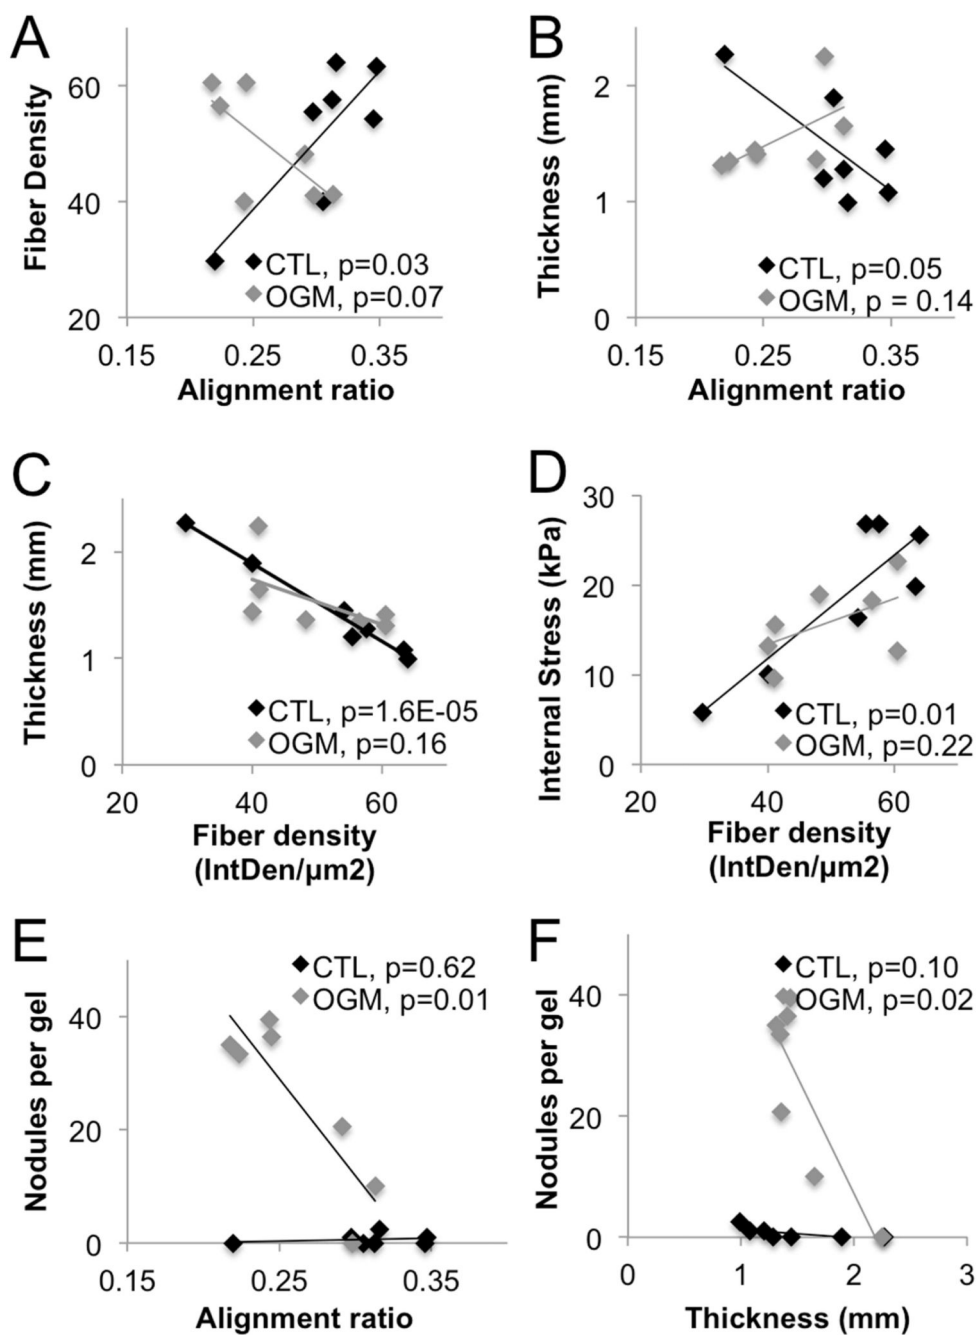 A
Fiber Density
60
40
20
CTL, p=0.03
OGM, p=0.07
0.15
0.25
0.35
Alignment ratio
B
Thickness (mm)
2
1
0
CTL, p=0.05
OGM, p = 0.14
0.15
0.25
0.35
Alignment ratio
C
Thickness (mm)
2
1
0
CTL, p=1.6E-05
OGM, p=0.16
20
40
60
Fiber density
(IntDen/µm2)
D
Internal Stress (kPa)
30
20
10
0
CTL, p=0.01
OGM, p=0.22
20
40
60
Fiber density
(IntDen/µm2)
E
Nodules per gel
40
20
0
CTL, p=0.62
OGM, p=0.01
0.15
0.25
0.35
Alignment ratio
F
Nodules per gel
40
20
0
CTL, p=0.10
OGM, p=0.02
0
1
2
3
Thickness (mm)